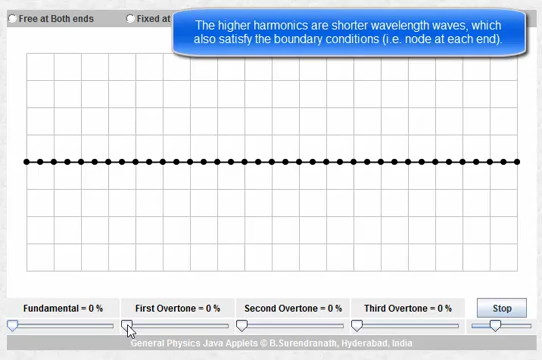 Free at Both ends
Fixed at
The higher harmonics are shorter wavelength waves, which
also satisfy the boundary conditions (i.e. node at each end).
Fundamental = 0 %
First Overtone = 0 %
Second Overtone = 0 %
Third Overtone = 0 %
Stop
General Physics Java Applets © B.Surendranath, Hyderabad, India